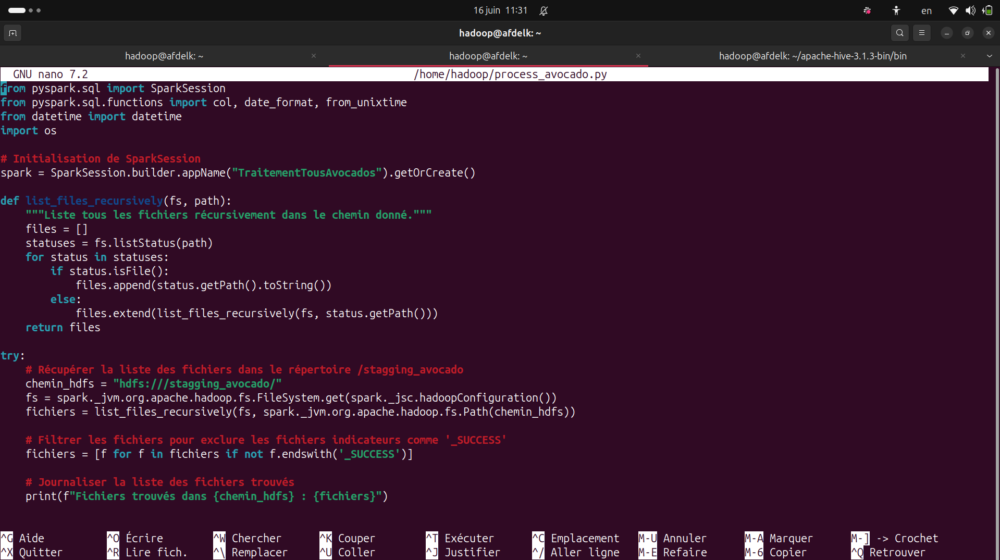 16 juin 11:31
en
hadoop@afdelk: ~
hadoop@afdelk: ~ × hadoop@afdelk: ~ × hadoop@afdelk: ~/apache-hive-3.1.3-bin/bin ×
GNU nano 7.2 /home/hadoop/process_avocado.py
from pyspark.sql import SparkSession
from pyspark.sql.functions import col, date_format, from_unixtime
from datetime import datetime
import os

# Initialisation de SparkSession
spark = SparkSession.builder.appName("TraitementTousAvocados").getOrCreate()

def list_files_recursively(fs, path):
    """Liste tous les fichiers récursivement dans le chemin donné."""
    files = []
    statuses = fs.listStatus(path)
    for status in statuses:
        if status.isFile():
            files.append(status.getPath().toString())
        else:
            files.extend(list_files_recursively(fs, status.getPath()))
    return files

try:
    # Récupérer la liste des fichiers dans le répertoire /stagging_avocado
    chemin_hdfs = "hdfs:///stagging_avocado/"
    fs = spark._jvm.org.apache.hadoop.fs.FileSystem.get(spark._jsc.hadoopConfiguration())
    fichiers = list_files_recursively(fs, spark._jvm.org.apache.hadoop.fs.Path(chemin_hdfs))

    # Filtrer les fichiers pour exclure les fichiers indicateurs comme '_SUCCESS'
    fichiers = [f for f in fichiers if not f.endswith('_SUCCESS')]

    # Journaliser la liste des fichiers trouvés
    print(f"Fichiers trouvés dans {chemin_hdfs} : {fichiers}")

^G Aide ^O Écrire ^W Chercher ^K Couper ^T Exécuter ^C Emplacement M-U Annuler M-A Marquer M-] -> Crochet
^X Quitter ^R Lire fich. ^\ Remplacer ^U Coller ^J Justifier ^/ Aller ligne M-E Refaire M-6 Copier ^Q Retrouver